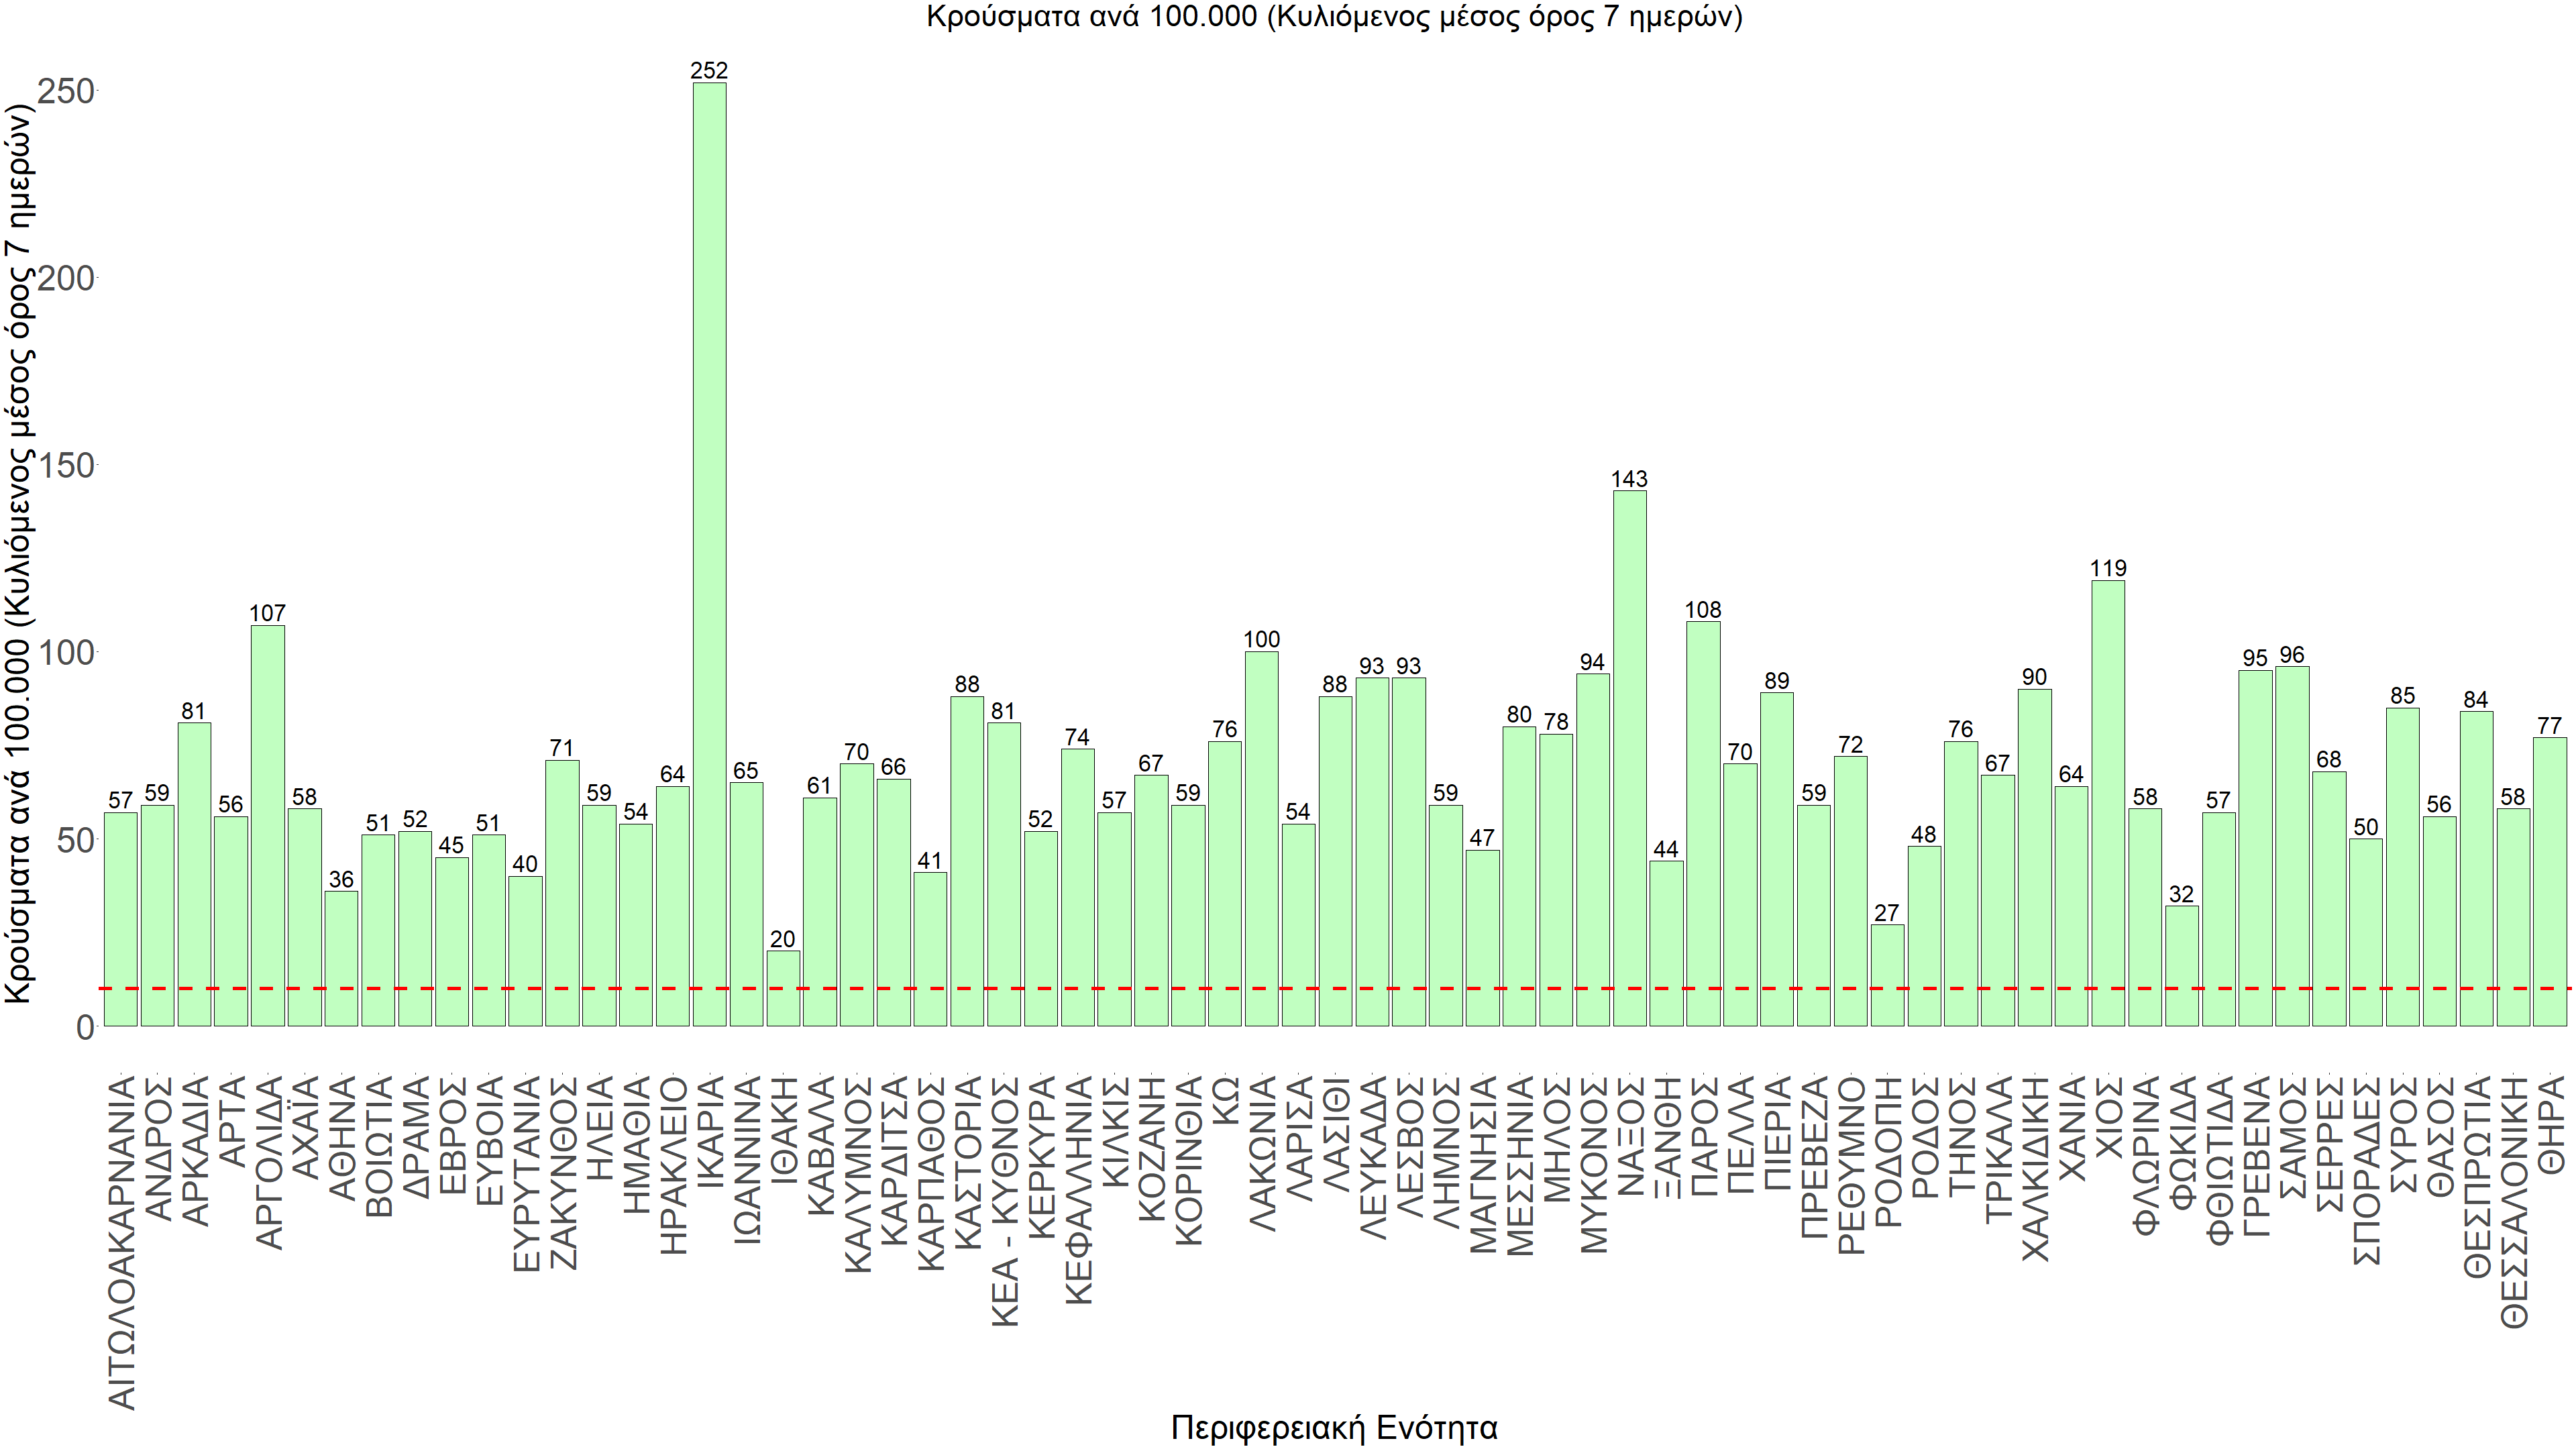 Κρούσματα ανά 100.000 (Κυλιόμενος μέσος όρος 7 ημερών)
Κρούσματα ανά 100.000 (Κυλιόμενος μέσος όρος 7 ημερών)
250
200
150
100
50
0
57
59
81
56
107
58
36
51
52
45
51
40
71
59
54
64
252
65
20
61
70
66
41
88
81
52
74
57
67
59
76
100
54
88
93
93
59
47
80
78
94
143
44
108
70
89
59
72
27
48
76
67
90
64
119
58
32
57
95
96
68
50
85
56
84
58
77
ΑΙΤΩΛΟΑΚΑΡΝΑΝΙΑ
ΑΝΔΡΟΣ
ΑΡΚΑΔΙΑ
ΑΡΤΑ
ΑΡΓΟΛΙΔΑ
ΑΧΑΪΑ
ΑΘΗΝΑ
ΒΟΙΩΤΙΑ
ΔΡΑΜΑ
ΕΒΡΟΣ
ΕΥΒΟΙΑ
ΕΥΡΥΤΑΝΙΑ
ΖΑΚΥΝΘΟΣ
ΗΛΕΙΑ
ΗΜΑΘΙΑ
ΗΡΑΚΛΕΙΟ
ΙΚΑΡΙΑ
ΙΩΑΝΝΙΝΑ
ΙΘΑΚΗ
ΚΑΒΑΛΑ
ΚΑΛΥΜΝΟΣ
ΚΑΡΔΙΤΣΑ
ΚΑΡΠΑΘΟΣ
ΚΑΣΤΟΡΙΑ
ΚΕΑ - ΚΥΘΝΟΣ
ΚΕΡΚΥΡΑ
ΚΕΦΑΛΛΗΝΙΑ
ΚΙΛΚΙΣ
ΚΟΖΑΝΗ
ΚΟΡΙΝΘΙΑ
ΚΩ
ΛΑΚΩΝΙΑ
ΛΑΡΙΣΑ
ΛΑΣΙΘΙ
ΛΕΥΚΑΔΑ
ΛΕΣΒΟΣ
ΛΗΜΝΟΣ
ΜΑΓΝΗΣΙΑ
ΜΕΣΣΗΝΙΑ
ΜΗΛΟΣ
ΜΥΚΟΝΟΣ
ΝΑΞΟΣ
ΞΑΝΘΗ
ΠΑΡΟΣ
ΠΕΛΛΑ
ΠΙΕΡΙΑ
ΠΡΕΒΕΖΑ
ΡΕΘΥΜΝΟ
ΡΟΔΟΠΗ
ΡΟΔΟΣ
ΤΗΝΟΣ
ΤΡΙΚΑΛΑ
ΧΑΛΚΙΔΙΚΗ
ΧΑΝΙΑ
ΧΙΟΣ
ΦΛΩΡΙΝΑ
ΦΩΚΙΔΑ
ΦΘΙΩΤΙΔΑ
ΓΡΕΒΕΝΑ
ΣΑΜΟΣ
ΣΕΡΡΕΣ
ΣΠΟΡΑΔΕΣ
ΣΥΡΟΣ
ΘΑΣΟΣ
ΘΕΣΠΡΩΤΙΑ
ΘΕΣΣΑΛΟΝΙΚΗ
ΘΗΡΑ
Περιφερειακή Ενότητα